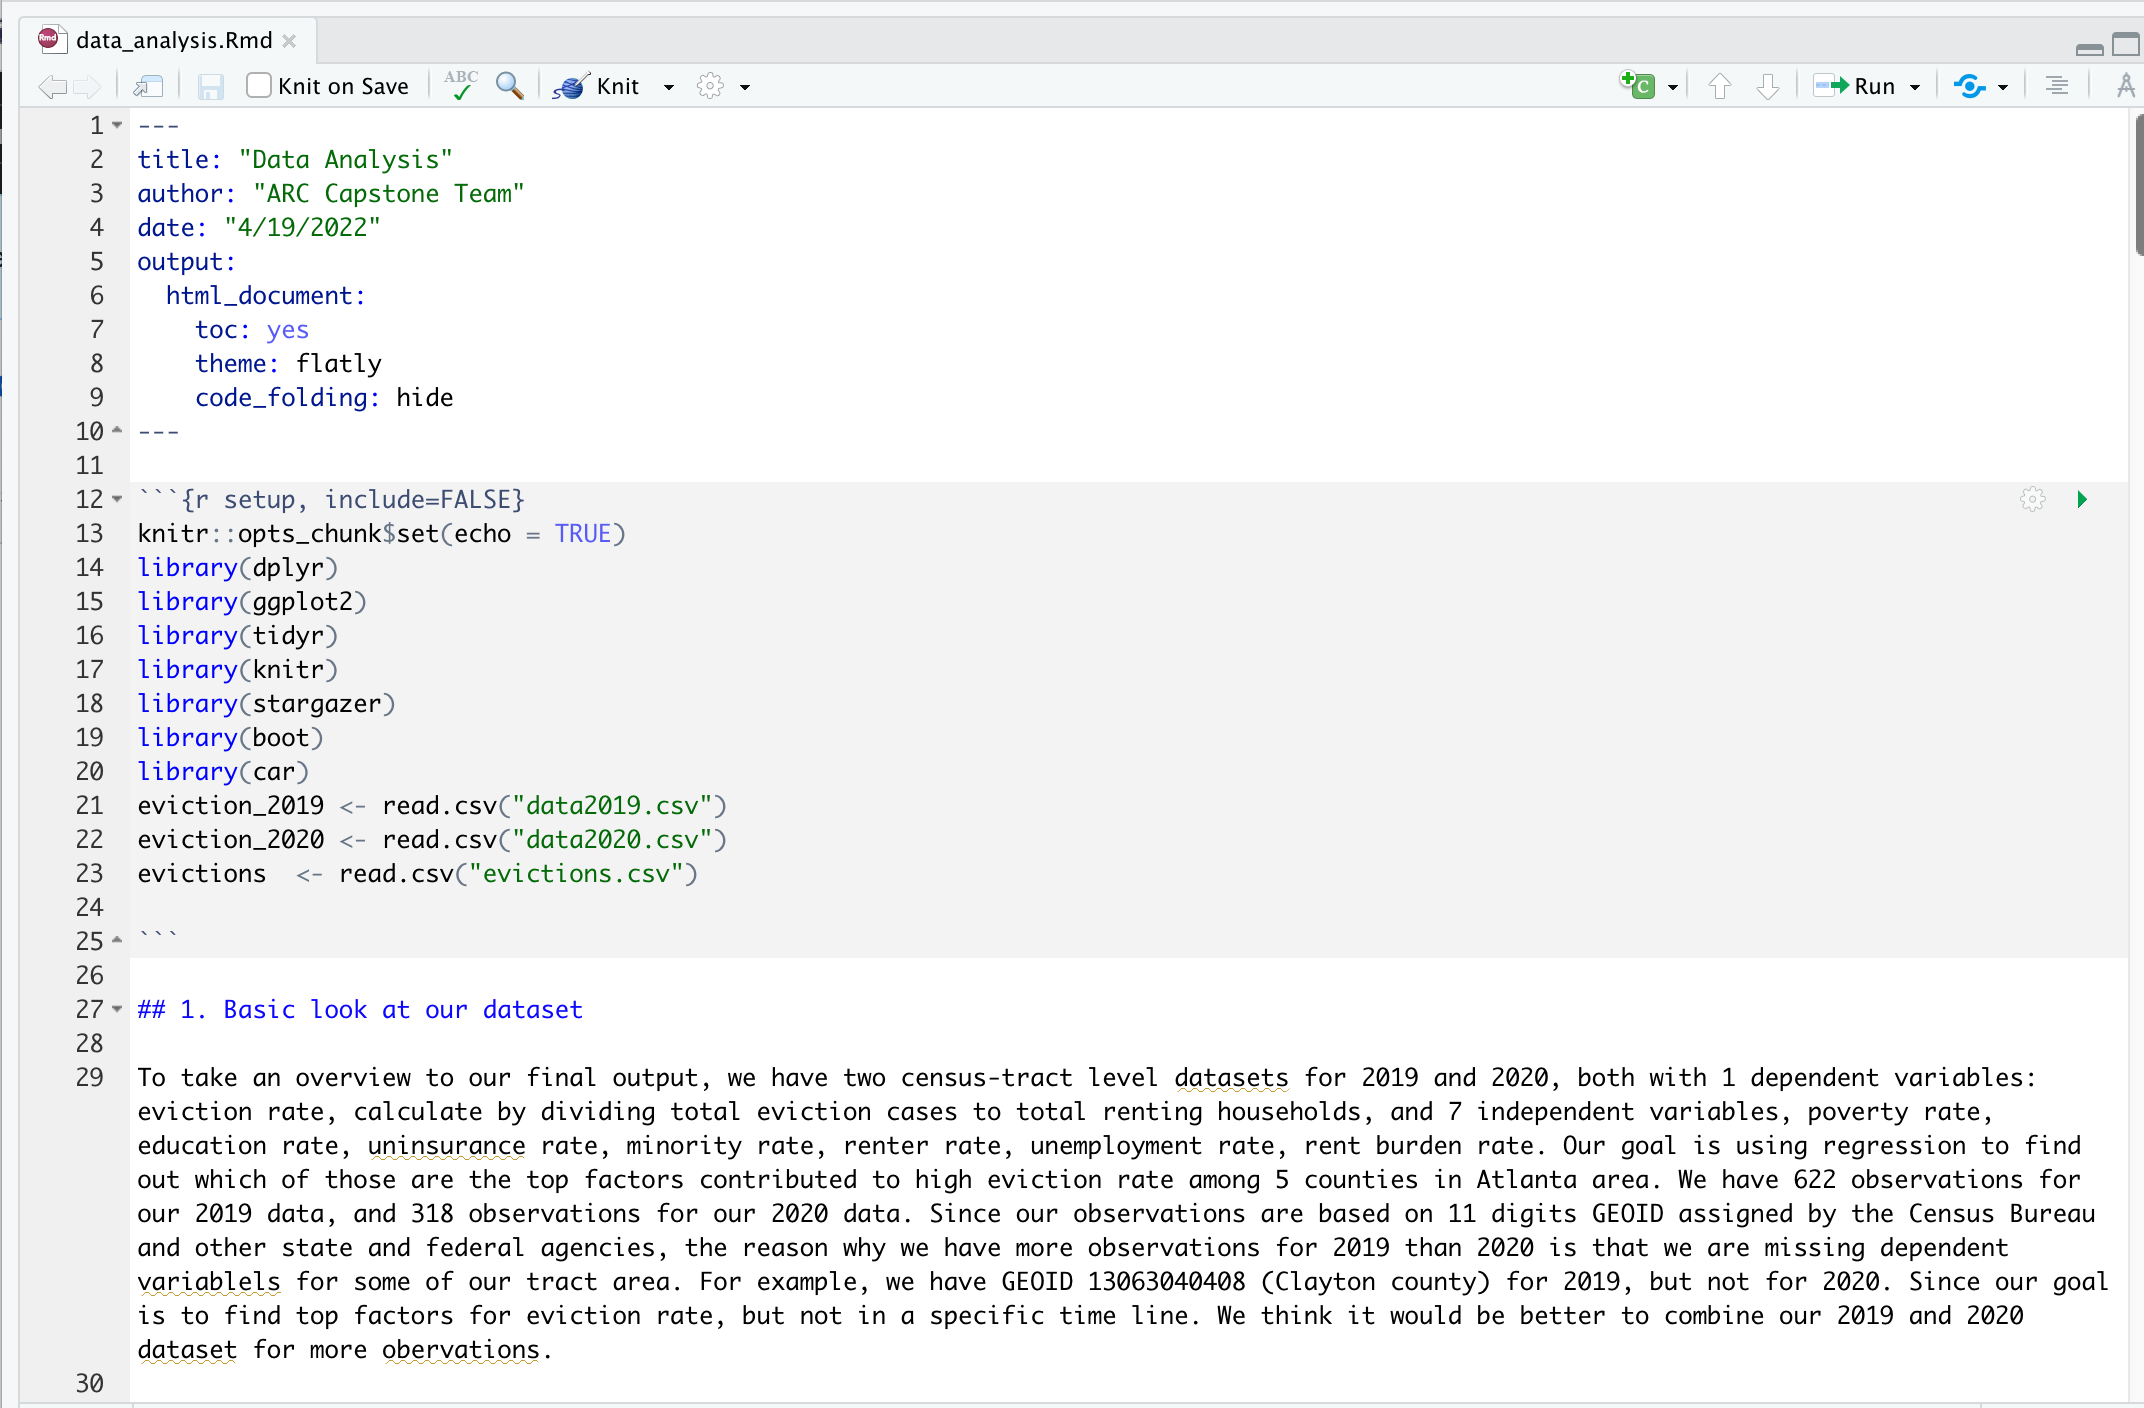 data_analysis.Rmd
Knit on Save
ABC
Knit
Run
1 ---
2 title: "Data Analysis"
3 author: "ARC Capstone Team"
4 date: "4/19/2022"
5 output:
6   html_document:
7     toc: yes
8     theme: flatly
9     code_folding: hide
10 ---
11
12 ```{r setup, include=FALSE}
13 knitr::opts_chunk$set(echo = TRUE)
14 library(dplyr)
15 library(ggplot2)
16 library(tidyr)
17 library(knitr)
18 library(stargazer)
19 library(boot)
20 library(car)
21 eviction_2019 <- read.csv("data2019.csv")
22 eviction_2020 <- read.csv("data2020.csv")
23 evictions  <- read.csv("evictions.csv")
24
25 ```
26
27 ## 1. Basic look at our dataset
28
29 To take an overview to our final output, we have two census-tract level datasets for 2019 and 2020, both with 1 dependent variables:
eviction rate, calculate by dividing total eviction cases to total renting households, and 7 independent variables, poverty rate,
education rate, uninsurance rate, minority rate, renter rate, unemployment rate, rent burden rate. Our goal is using regression to find
out which of those are the top factors contributed to high eviction rate among 5 counties in Atlanta area. We have 622 observations for
our 2019 data, and 318 observations for our 2020 data. Since our observations are based on 11 digits GEOID assigned by the Census Bureau
and other state and federal agencies, the reason why we have more observations for 2019 than 2020 is that we are missing dependent
variablels for some of our tract area. For example, we have GEOID 13063040408 (Clayton county) for 2019, but not for 2020. Since our goal
is to find top factors for eviction rate, but not in a specific time line. We think it would be better to combine our 2019 and 2020
dataset for more obervations.
30